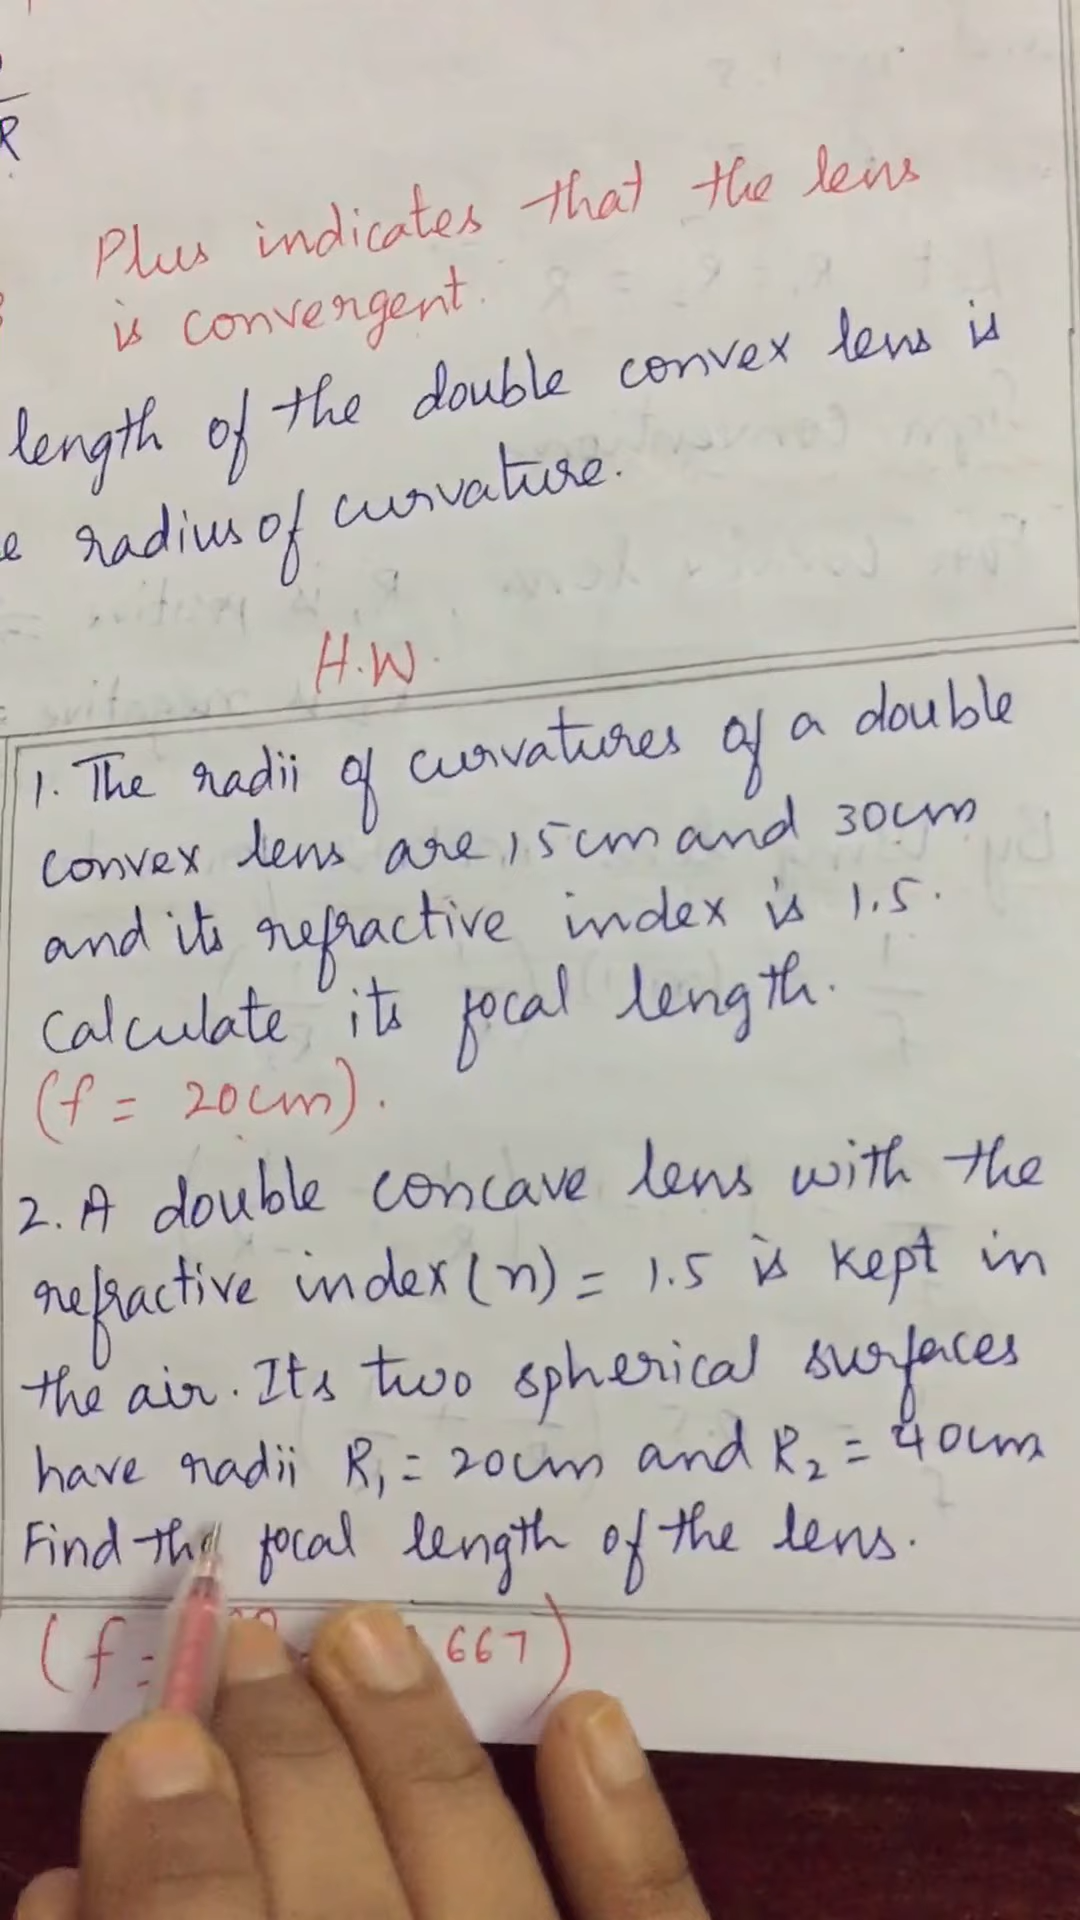 R
Plus indicates that the lens
is convergent.
length of the double convex lens is
radius of curvature.
H.W.
1. The radii of curvatures of a double
convex lens are 15cm and 30cm
and its refractive index is 1.5.
Calculate its focal length.
(f = 20cm).
2. A double concave lens with the
refractive index (n) = 1.5 is kept in
the air. Its two spherical surfaces
have radii R₁ = 20cm and R₂ = 40cm
Find the focal length of the lens.
(f = 667)